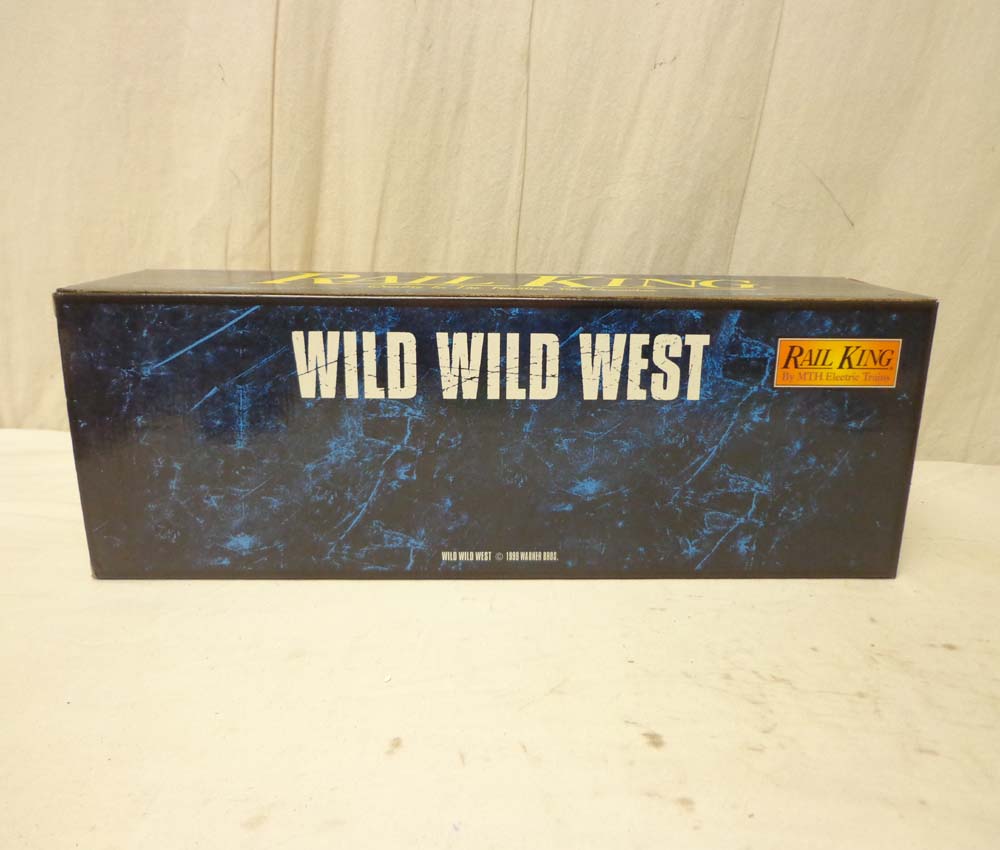 RAIL KING
WILD WILD WEST
RAIL KING
By MTH Electric Trains
WILD WILD WEST © 1999 WARNER BROS.